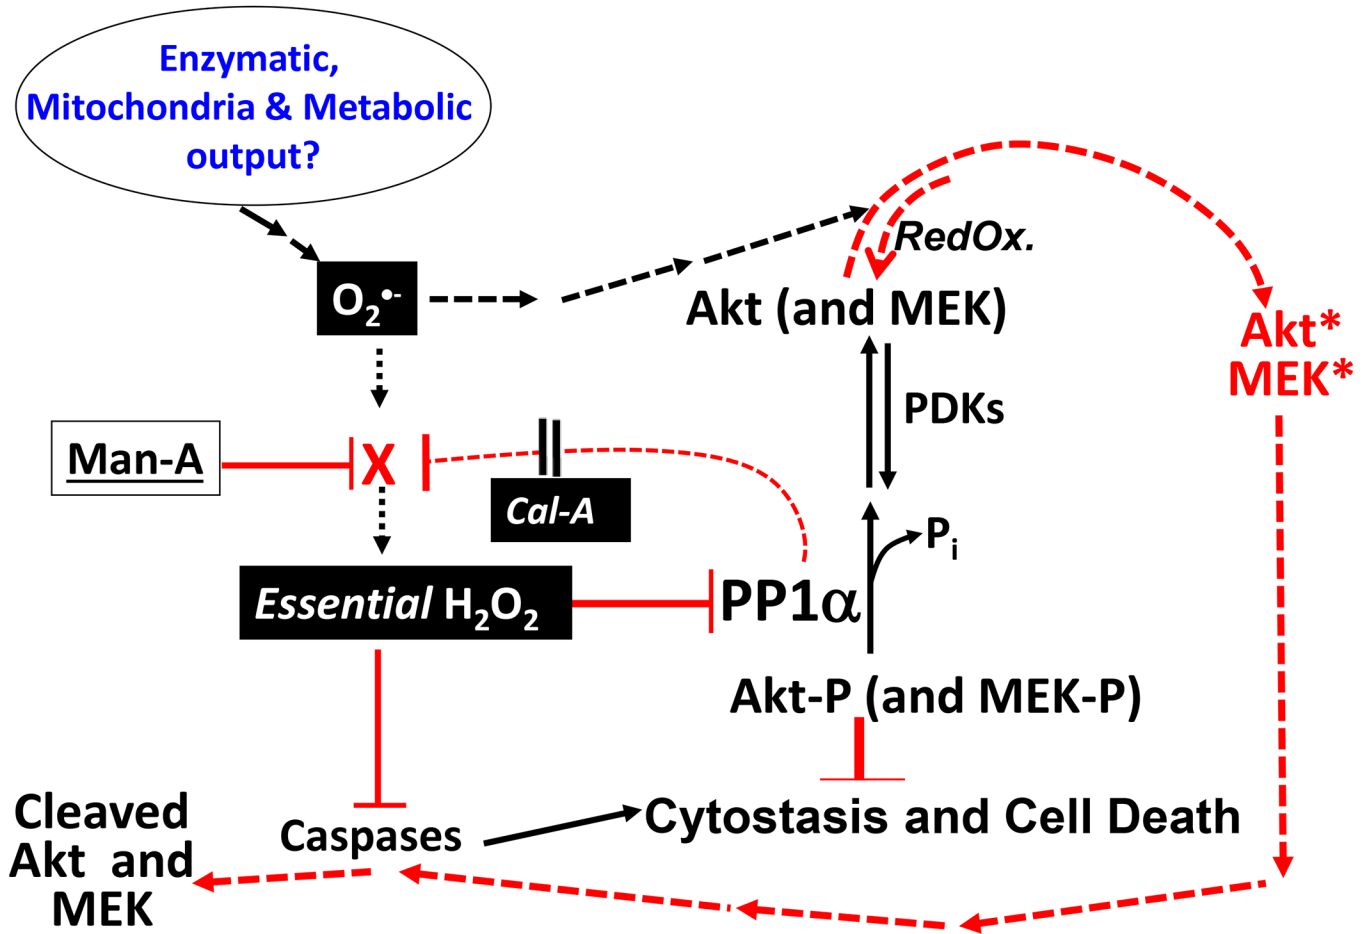 Enzymatic,
Mitochondria & Metabolic
output?
O₂•-
RedOx.
Akt (and MEK)
Akt*
MEK*
PDKs
Man-A
X
Cal-A
Pi
Essential H₂O₂
PP1α
Akt-P (and MEK-P)
Cleaved
Akt and
MEK
Caspases
Cytostasis and Cell Death